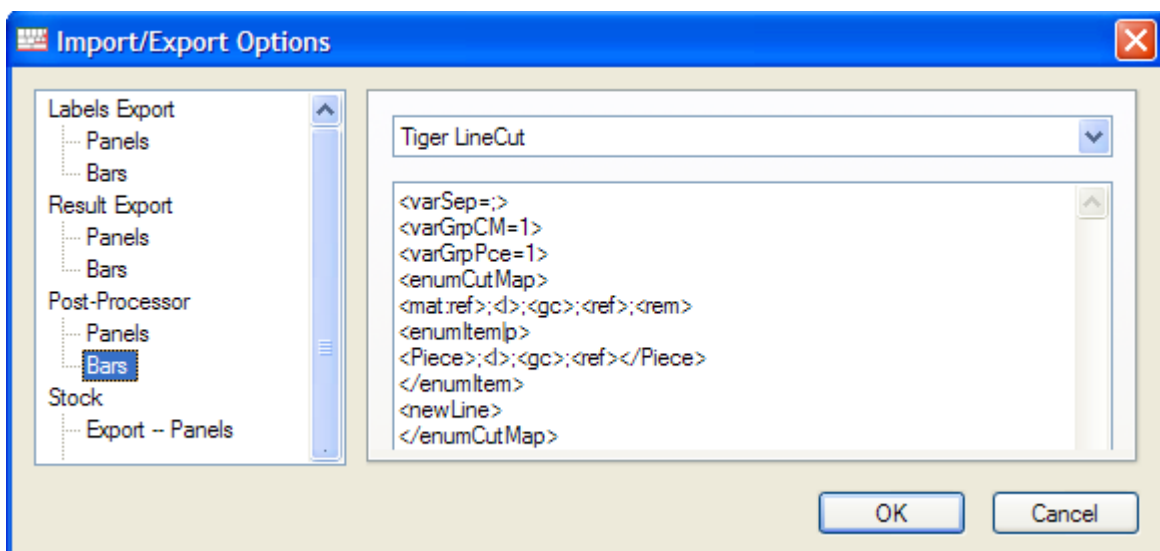 Import/Export Options
Labels Export
Panels
Bars
Result Export
Panels
Bars
Post-Processor
Panels
Bars
Stock
Export -- Panels
Tiger LineCut
<varSep=;>
<varGrpCM=1>
<varGrpPce=1>
<enumCutMap>
<mat:ref>;<l>;<gc>;<ref>;<rem>
<enumItem|p>
<Piece>;<l>;<gc>;<ref></Piece>
</enumItem>
<newLine>
</enumCutMap>
OK
Cancel